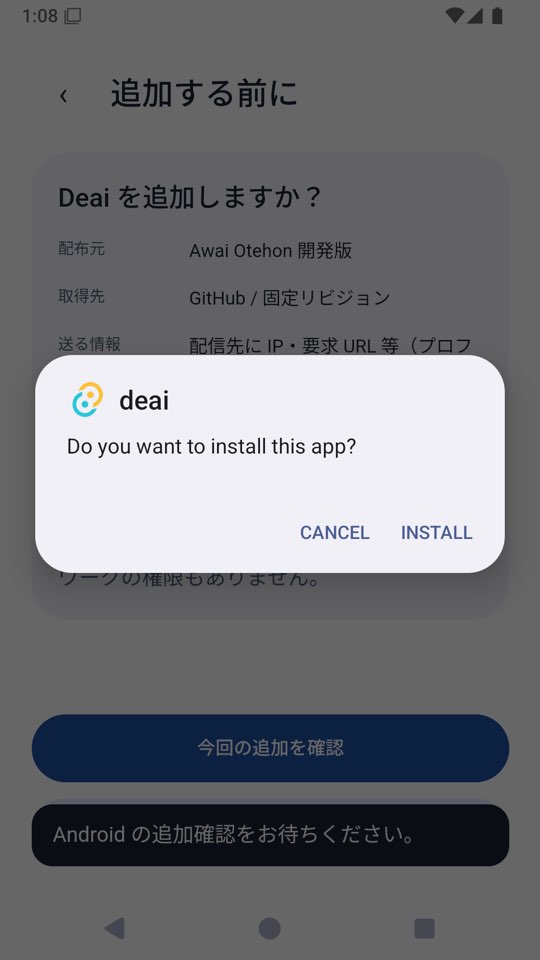 1:08
追加する前に
Deai を追加しますか？
配布元
Awai Otehon 開発版
取得先
GitHub / 固定リビジョン
送る情報
配信先に IP・要求 URL 等（プロフ
deai
Do you want to install this app?
CANCEL
INSTALL
ワークの権限もありません。
今回の追加を確認
Android の追加確認をお待ちください。